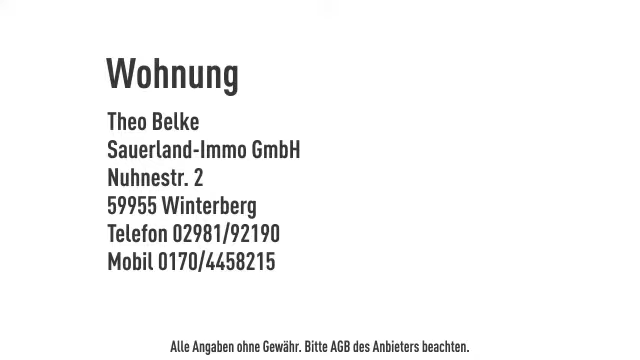 Wohnung
Theo Belke
Sauerland-Immo GmbH
Nuhnestr. 2
59955 Winterberg
Telefon 02981/92190
Mobil 0170/4458215
Alle Angaben ohne Gewähr. Bitte AGB des Anbieters beachten.